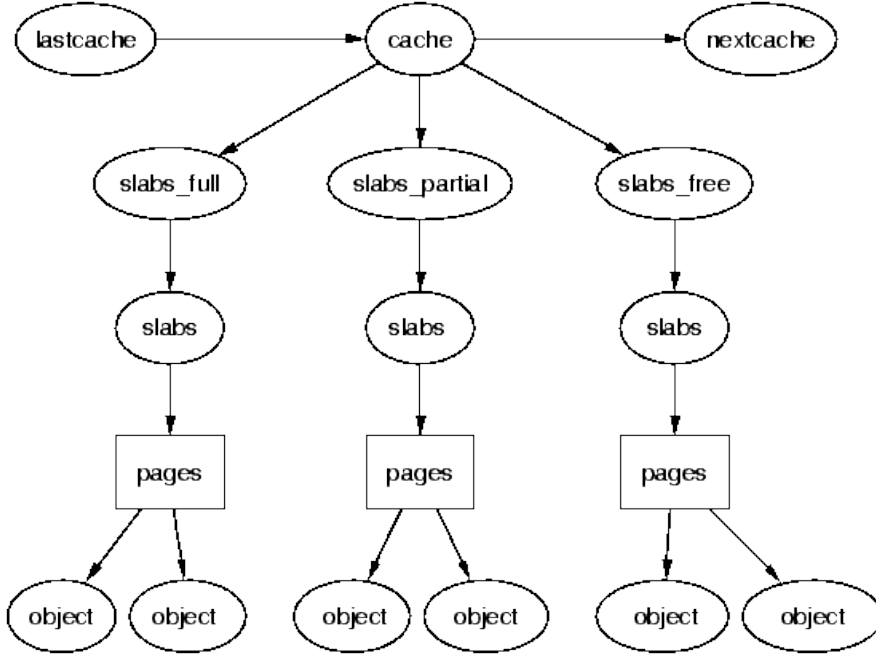 lastcache
cache
nextcache
slabs_full
slabs_partial
slabs_free
slabs
slabs
slabs
pages
pages
pages
object
object
object
object
object
object